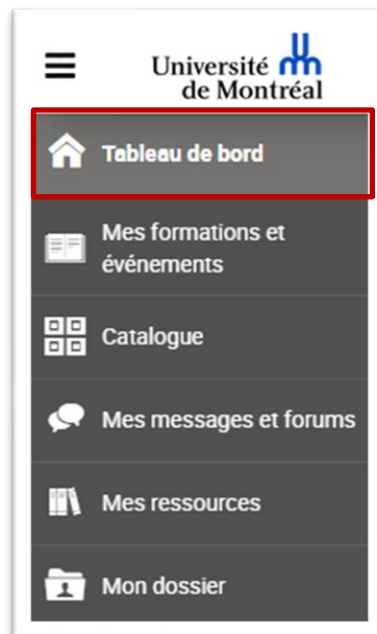 Université
de Montréal
Tableau de bord
Mes formations et
événements
Catalogue
Mes messages et forums
Mes ressources
Mon dossier